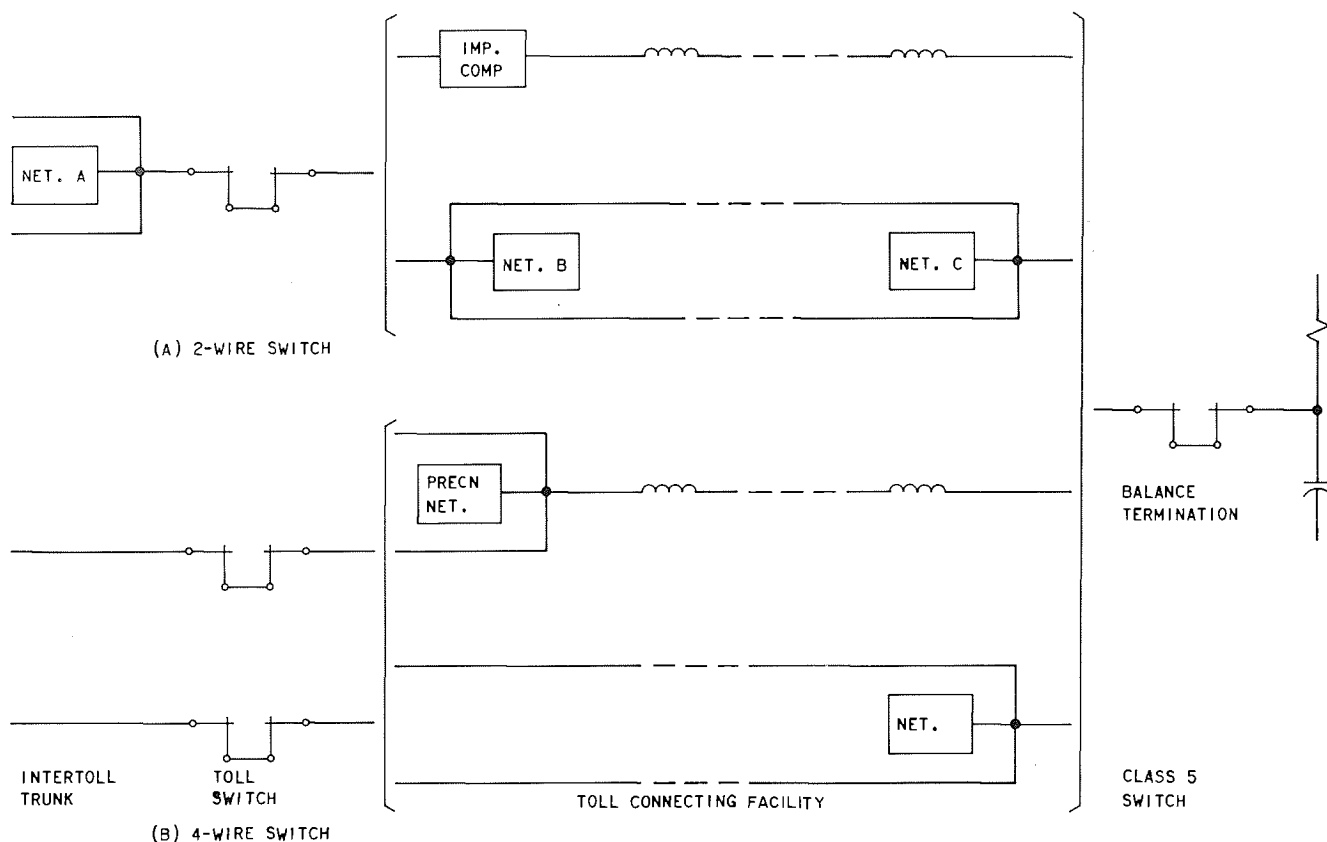 IMP.
COMP
NET. A
NET. B
NET. C
(A) 2-WIRE SWITCH
PRECN
NET.
BALANCE
TERMINATION
NET.
INTERTOLL
TRUNK
TOLL
SWITCH
TOLL CONNECTING FACILITY
CLASS 5
SWITCH
(B) 4-WIRE SWITCH